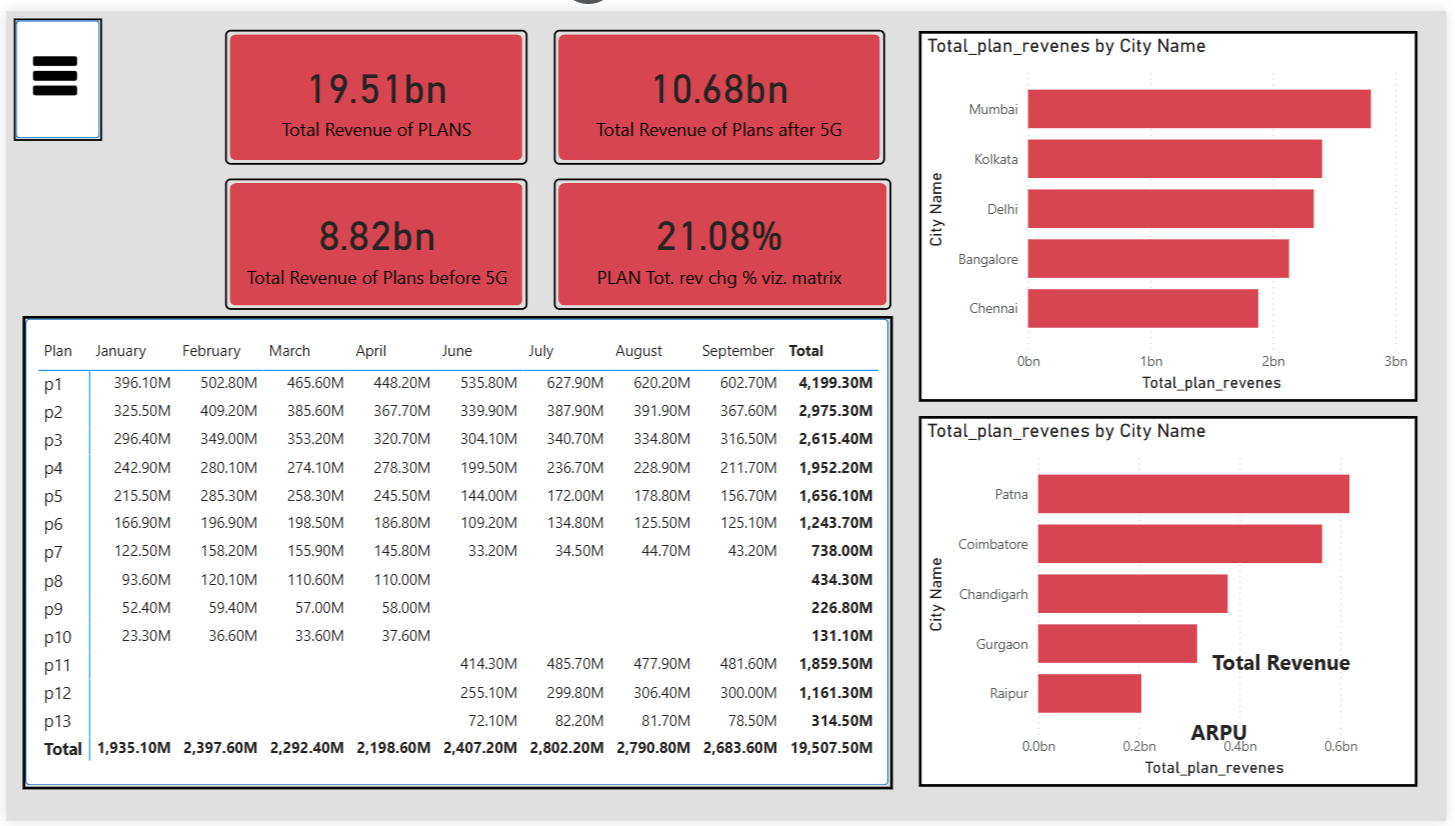 19.51bn
Total Revenue of PLANS
10.68bn
Total Revenue of Plans after 5G
8.82bn
Total Revenue of Plans before 5G
21.08%
PLAN Tot. rev chg % viz. matrix
Plan January February March April June July August September Total
p1 396.10M 502.80M 465.60M 448.20M 535.80M 627.90M 620.20M 602.70M 4,199.30M
p2 325.50M 409.20M 385.60M 367.70M 339.90M 387.90M 391.90M 367.60M 2,975.30M
p3 296.40M 349.00M 353.20M 320.70M 304.10M 340.70M 334.80M 316.50M 2,615.40M
p4 242.90M 280.10M 274.10M 278.30M 199.50M 236.70M 228.90M 211.70M 1,952.20M
p5 215.50M 285.30M 258.30M 245.50M 144.00M 172.00M 178.80M 156.70M 1,656.10M
p6 166.90M 196.90M 198.50M 186.80M 109.20M 134.80M 125.50M 125.10M 1,243.70M
p7 122.50M 158.20M 155.90M 145.80M 33.20M 34.50M 44.70M 43.20M 738.00M
p8 93.60M 120.10M 110.60M 110.00M 434.30M
p9 52.40M 59.40M 57.00M 58.00M 226.80M
p10 23.30M 36.60M 33.60M 37.60M 131.10M
p11 414.30M 485.70M 477.90M 481.60M 1,859.50M
p12 255.10M 299.80M 306.40M 300.00M 1,161.30M
p13 72.10M 82.20M 81.70M 78.50M 314.50M
Total 1,935.10M 2,397.60M 2,292.40M 2,198.60M 2,407.20M 2,802.20M 2,790.80M 2,683.60M 19,507.50M
Total_plan_revenes by City Name
City Name
Mumbai
Kolkata
Delhi
Bangalore
Chennai
0bn 1bn 2bn 3bn
Total_plan_revenes
Total_plan_revenes by City Name
City Name
Patna
Coimbatore
Chandigarh
Gurgaon
Total Revenue
Raipur
ARPU
0.0bn 0.2bn 0.4bn 0.6bn
Total_plan_revenes